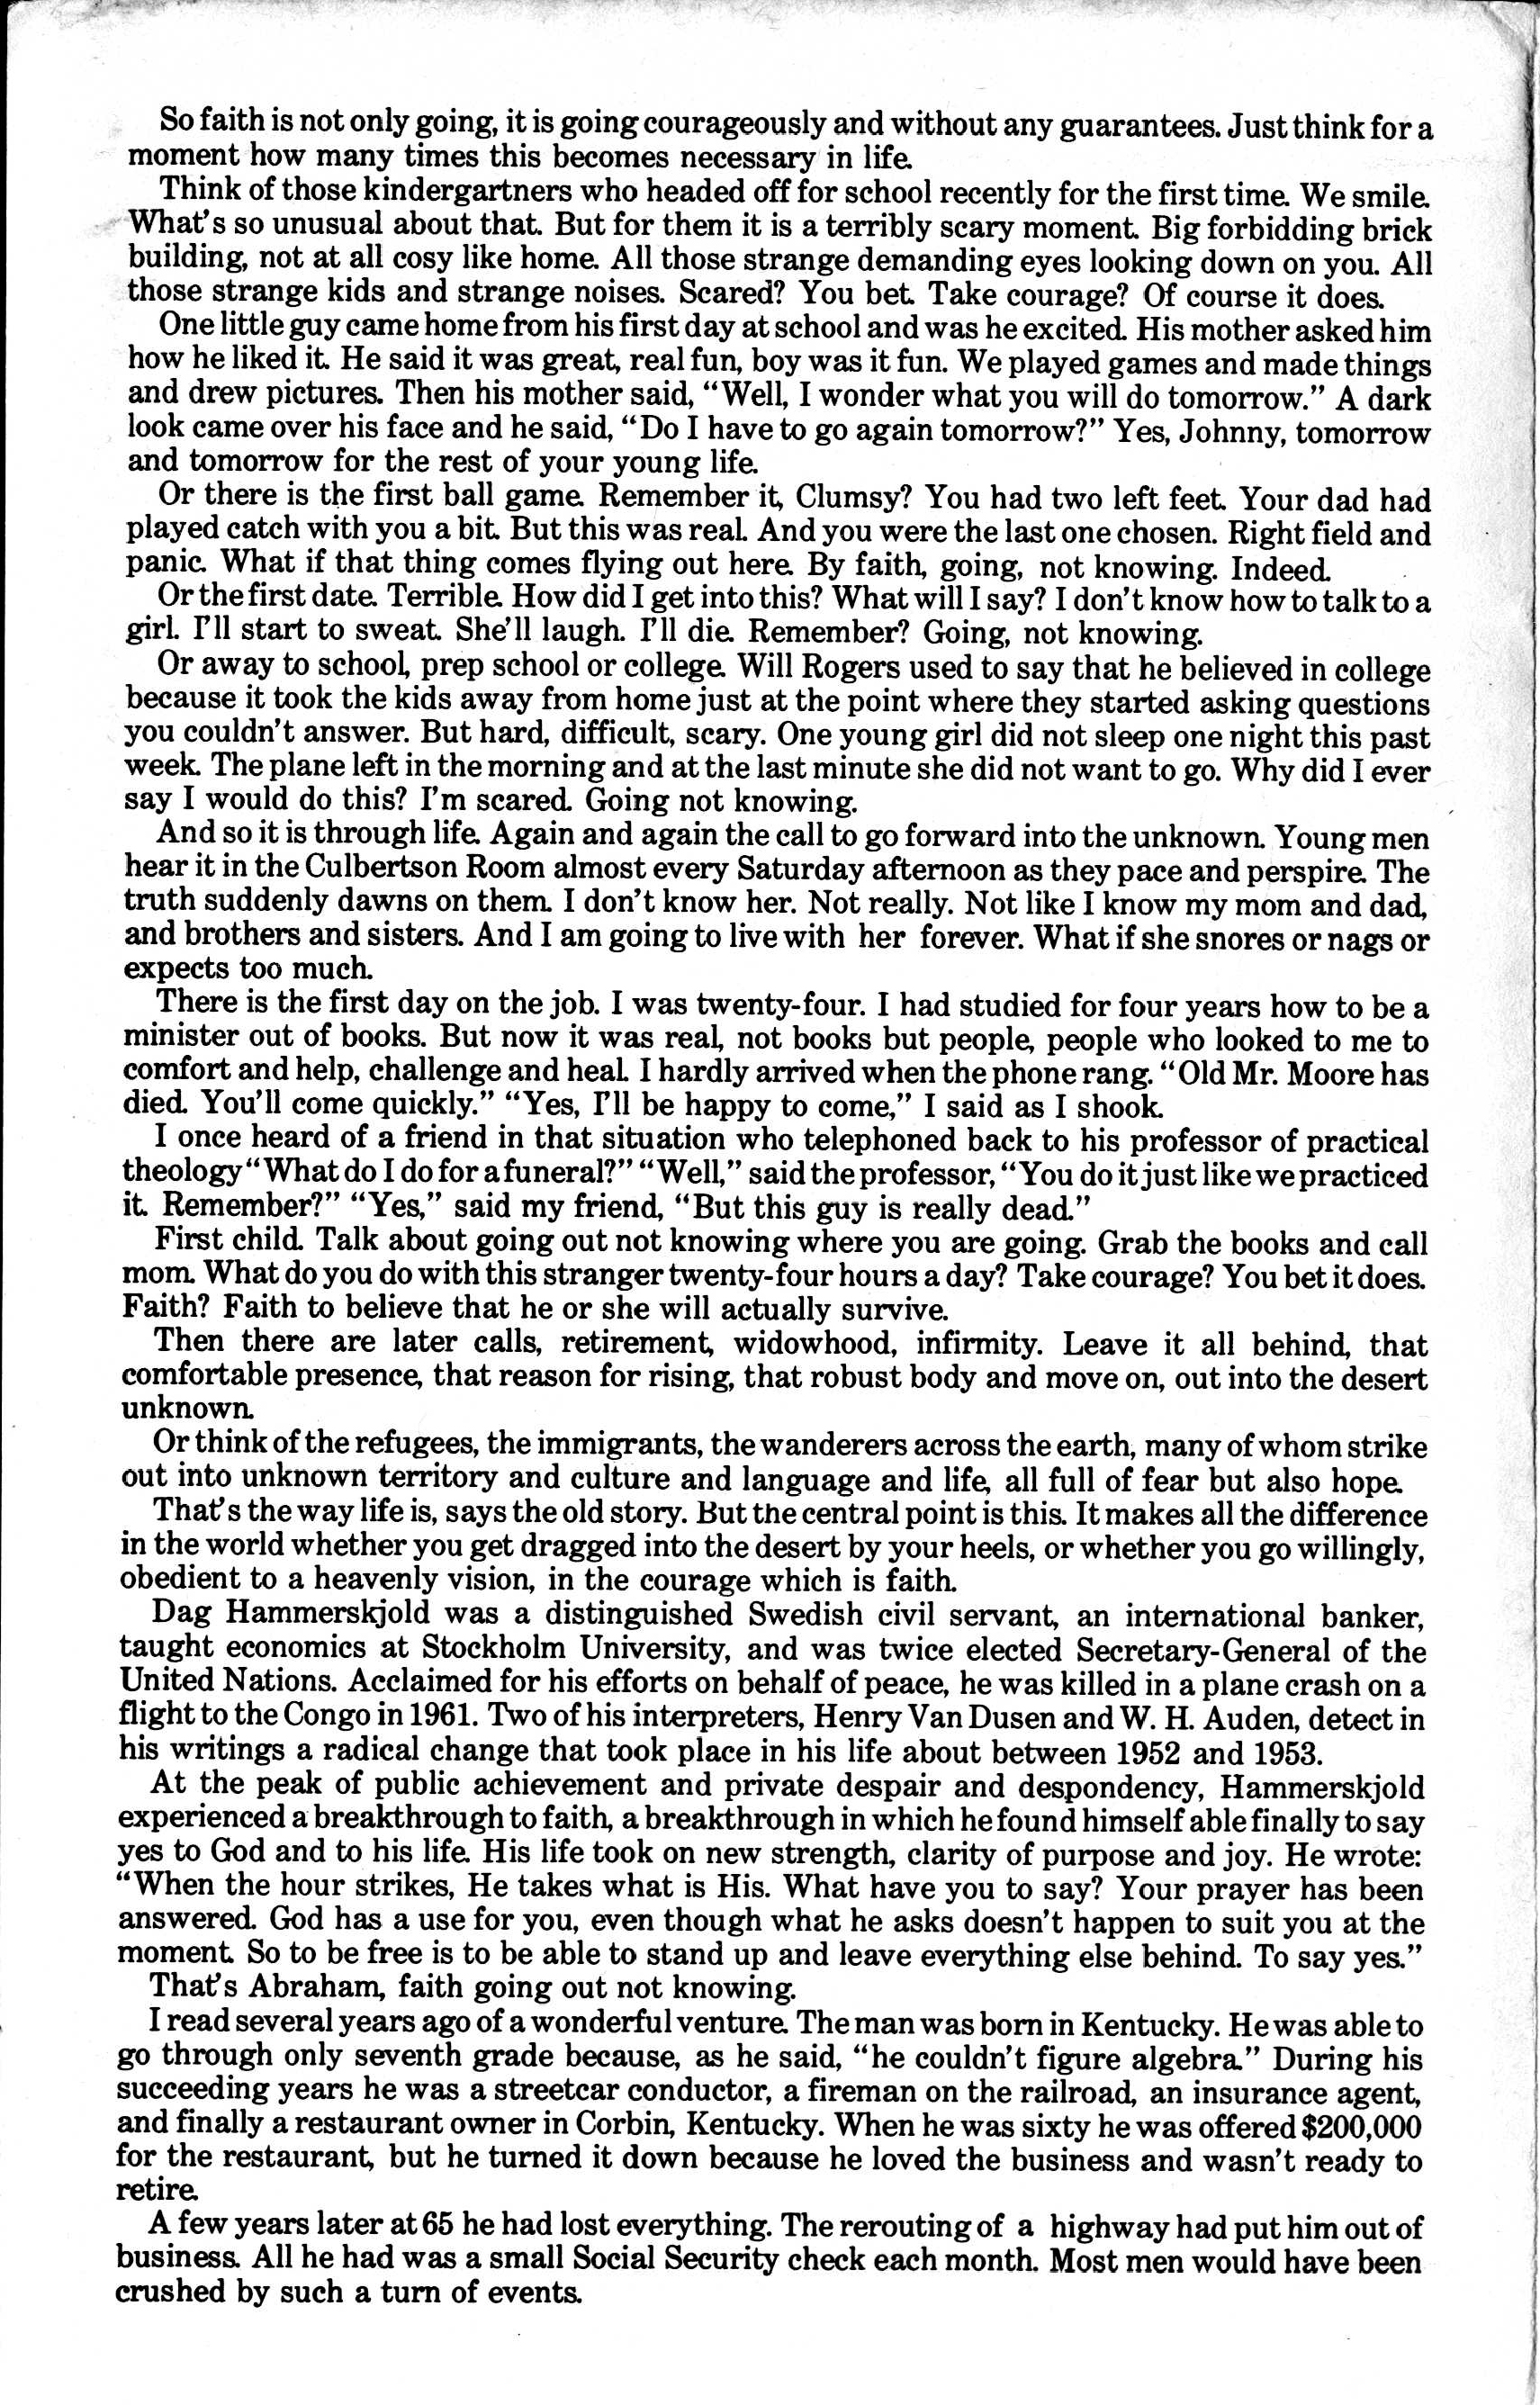 So faith is not only going, it is going courageously and without any guarantees. Just think for a
moment how many times this becomes necessary in life.
Think of those kindergartners who headed off for school recently for the first time. We smile.
What's so unusual about that. But for them it is a terribly scary moment. Big forbidding brick
building, not at all cosy like home. All those strange demanding eyes looking down on you. All
those strange kids and strange noises. Scared? You bet. Take courage? Of course it does.
One little guy came home from his first day at school and was he excited. His mother asked him
how he liked it. He said it was great, real fun, boy was it fun. We played games and made things
and drew pictures. Then his mother said, "Well, I wonder what you will do tomorrow." A dark
look came over his face and he said, "Do I have to go again tomorrow?" Yes, Johnny, tomorrow
and tomorrow for the rest of your young life.
Or there is the first ball game. Remember it, Clumsy? You had two left feet. Your dad had
played catch with you a bit. But this was real. And you were the last one chosen. Right field and
panic. What if that thing comes flying out here. By faith, going, not knowing. Indeed.
Or the first date. Terrible. How did I get into this? What will I say? I don't know how to talk to a
girl. I'll start to sweat. She'll laugh. I'll die. Remember? Going, not knowing.
Or away to school, prep school or college. Will Rogers used to say that he believed in college
because it took the kids away from home just at the point where they started asking questions
you couldn't answer. But hard, difficult, scary. One young girl did not sleep one night this past
week. The plane left in the morning and at the last minute she did not want to go. Why did I ever
say I would do this? I'm scared. Going not knowing.
And so it is through life. Again and again the call to go forward into the unknown. Young men
hear it in the Culbertson Room almost every Saturday afternoon as they pace and perspire. The
truth suddenly dawns on them. I don't know her. Not really. Not like I know my mom and dad,
and brothers and sisters. And I am going to live with her forever. What if she snores or nags or
expects too much.
There is the first day on the job. I was twenty-four. I had studied for four years how to be a
minister out of books. But now it was real, not books but people, people who looked to me to
comfort and help, challenge and heal. I hardly arrived when the phone rang. "Old Mr. Moore has
died. You'll come quickly." "Yes, I'll be happy to come," I said as I shook.
I once heard of a friend in that situation who telephoned back to his professor of practical
theology "What do I do for a funeral?" "Well," said the professor, "You do it just like we practiced
it. Remember?" "Yes," said my friend, "But this guy is really dead."
First child. Talk about going out not knowing where you are going. Grab the books and call
mom. What do you do with this stranger twenty-four hours a day? Take courage? You bet it does.
Faith? Faith to believe that he or she will actually survive.
Then there are later calls, retirement, widowhood, infirmity. Leave it all behind, that
comfortable presence, that reason for rising, that robust body and move on, out into the desert
unknown.
Or think of the refugees, the immigrants, the wanderers across the earth, many of whom strike
out into unknown territory and culture and language and life, all full of fear but also hope.
That's the way life is, says the old story. But the central point is this. It makes all the difference
in the world whether you get dragged into the desert by your heels, or whether you go willingly,
obedient to a heavenly vision, in the courage which is faith.
Dag Hammerskjold was a distinguished Swedish civil servant, an international banker,
taught economics at Stockholm University, and was twice elected Secretary-General of the
United Nations. Acclaimed for his efforts on behalf of peace, he was killed in a plane crash on a
flight to the Congo in 1961. Two of his interpreters, Henry Van Dusen and W. H. Auden, detect in
his writings a radical change that took place in his life about between 1952 and 1953.
At the peak of public achievement and private despair and despondency, Hammerskjold
experienced a breakthrough to faith, a breakthrough in which he found himself able finally to say
yes to God and to his life. His life took on new strength, clarity of purpose and joy. He wrote:
"When the hour strikes, He takes what is His. What have you to say? Your prayer has been
answered. God has a use for you, even though what he asks doesn't happen to suit you at the
moment. So to be free is to be able to stand up and leave everything else behind. To say yes."
That's Abraham, faith going out not knowing.
I read several years ago of a wonderful venture. The man was born in Kentucky. He was able to
go through only seventh grade because, as he said, "he couldn't figure algebra." During his
succeeding years he was a streetcar conductor, a fireman on the railroad, an insurance agent,
and finally a restaurant owner in Corbin, Kentucky. When he was sixty he was offered $200,000
for the restaurant, but he turned it down because he loved the business and wasn't ready to
retire.
A few years later at 65 he had lost everything. The rerouting of a highway had put him out of
business. All he had was a small Social Security check each month. Most men would have been
crushed by such a turn of events.